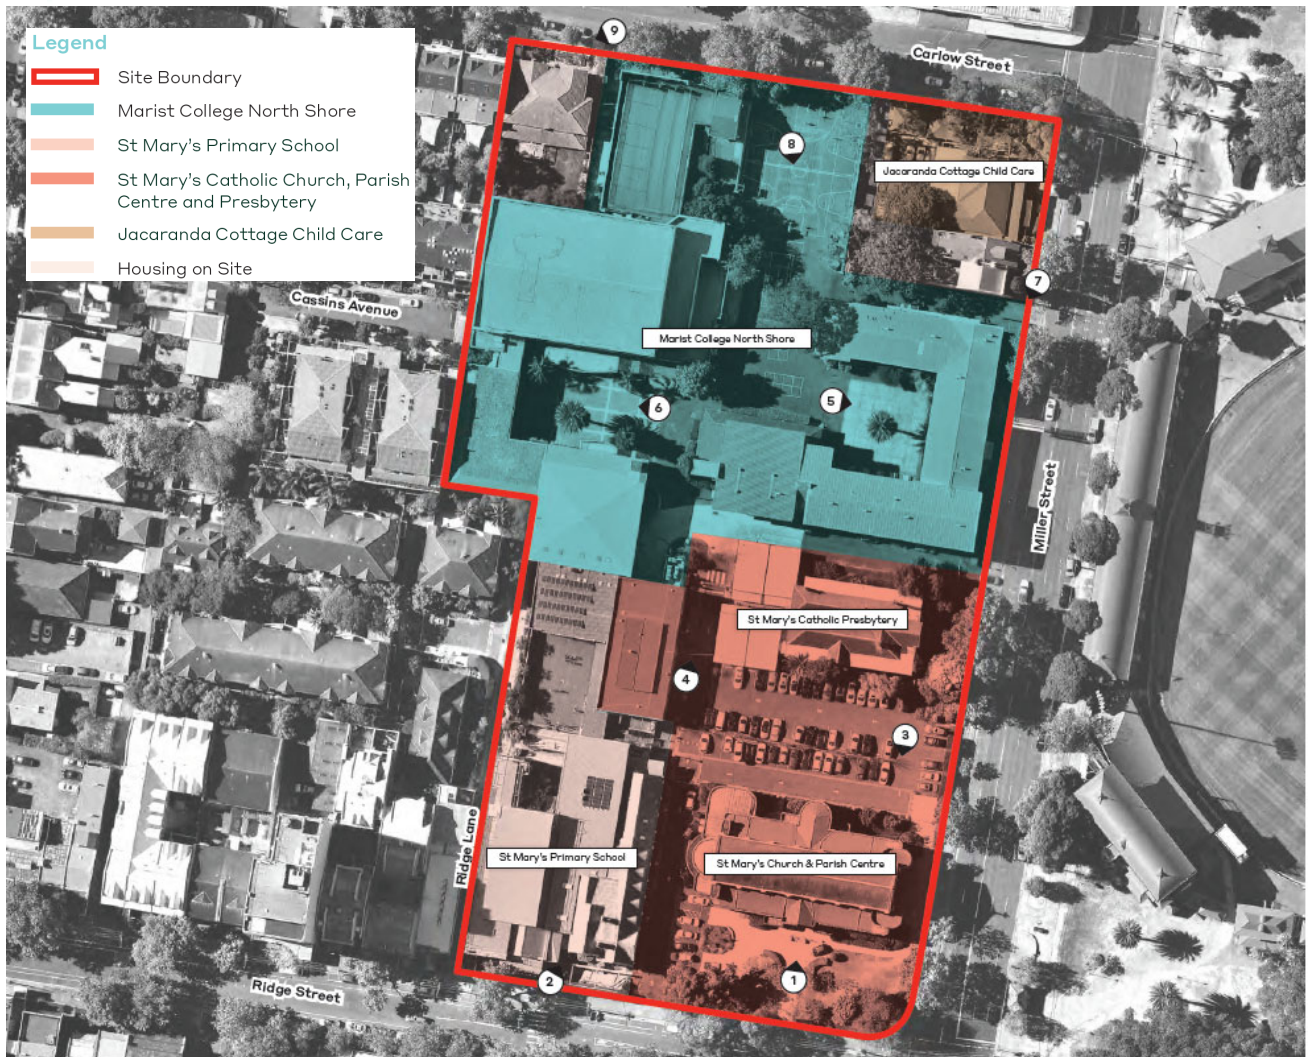 Legend
Site Boundary
Marist College North Shore
St Mary's Primary School
St Mary's Catholic Church, Parish
Centre and Presbytery
Jacaranda Cottage Child Care
Housing on Site
9
Carlow Street
8
Jacaranda Cottage Child Care
7
Cassins Avenue
Marist College North Shore
5
6
Miller Street
St Mary's Catholic Presbytery
4
3
Ridge Lane
St Mary's Primary School
St Mary's Church & Parish Centre
2
1
Ridge Street